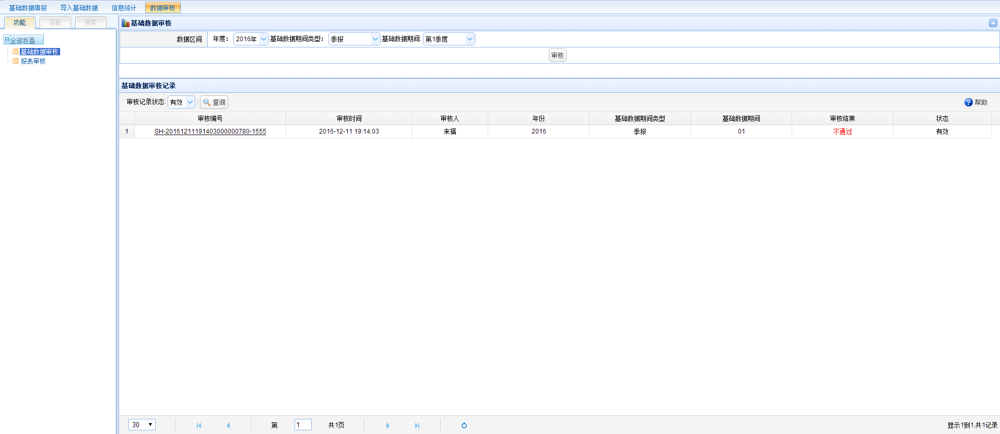 基础数据填报 导入基础数据 信息统计 数据审核
功能 导航 搜索
全部折叠
基础数据审核
报表审核
基础数据审核
数据区间 年度： 2016年 基础数据期间类型： 季报 基础数据期间: 第1季度
审核
基础数据审核记录
审核记录状态: 有效 查询 帮助
审核编号 审核时间 审核人 年份 基础数据期间类型 基础数据期间 审核结果 状态
1 SH-20161211191403000000780-1555 2016-12-11 19:14:03 来福 2016 季报 01 不通过 有效
30 第 1 共1页 显示1到1,共1记录